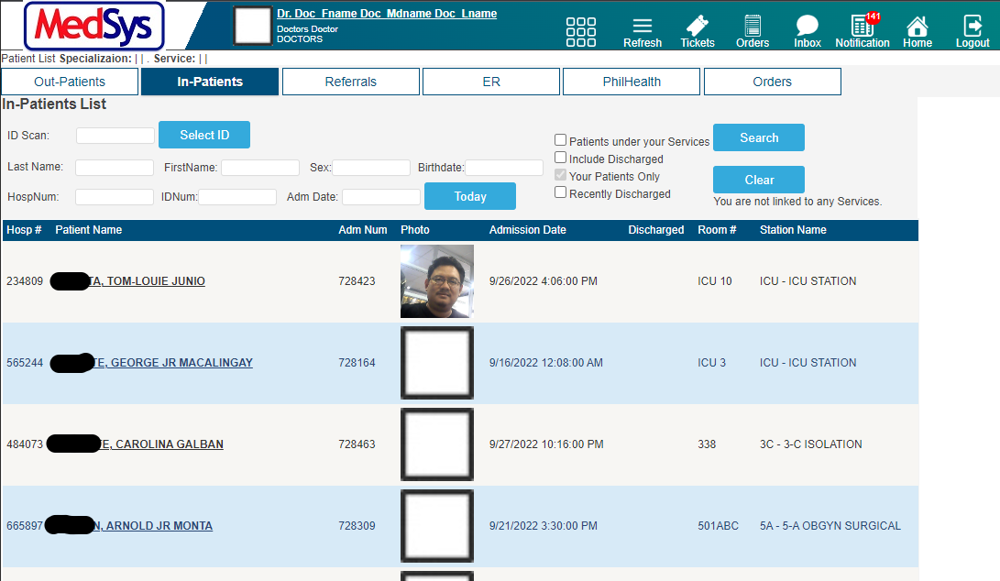 MedSys
Dr. Doc_Fname Doc_Mdname Doc_Lname
Doctors Doctor
DOCTORS
Refresh Tickets Orders Inbox 141 Notification Home Logout
Patient List Specializaion: | | . Service: | |
Out-Patients In-Patients Referrals ER PhilHealth Orders
In-Patients List
ID Scan: Select ID
Patients under your Services Search
Include Discharged
Last Name: FirstName: Sex: Birthdate:
Your Patients Only Clear
HospNum: IDNum: Adm Date: Today
Recently Discharged
You are not linked to any Services.
Hosp # Patient Name Adm Num Photo Admission Date Discharged Room # Station Name
234809 TA, TOM-LOUIE JUNIO 728423 9/26/2022 4:06:00 PM ICU 10 ICU - ICU STATION
565244 TE, GEORGE JR MACALINGAY 728164 9/16/2022 12:08:00 AM ICU 3 ICU - ICU STATION
484073 TE, CAROLINA GALBAN 728463 9/27/2022 10:16:00 PM 338 3C - 3-C ISOLATION
665897 N, ARNOLD JR MONTA 728309 9/21/2022 3:30:00 PM 501ABC 5A - 5-A OBGYN SURGICAL